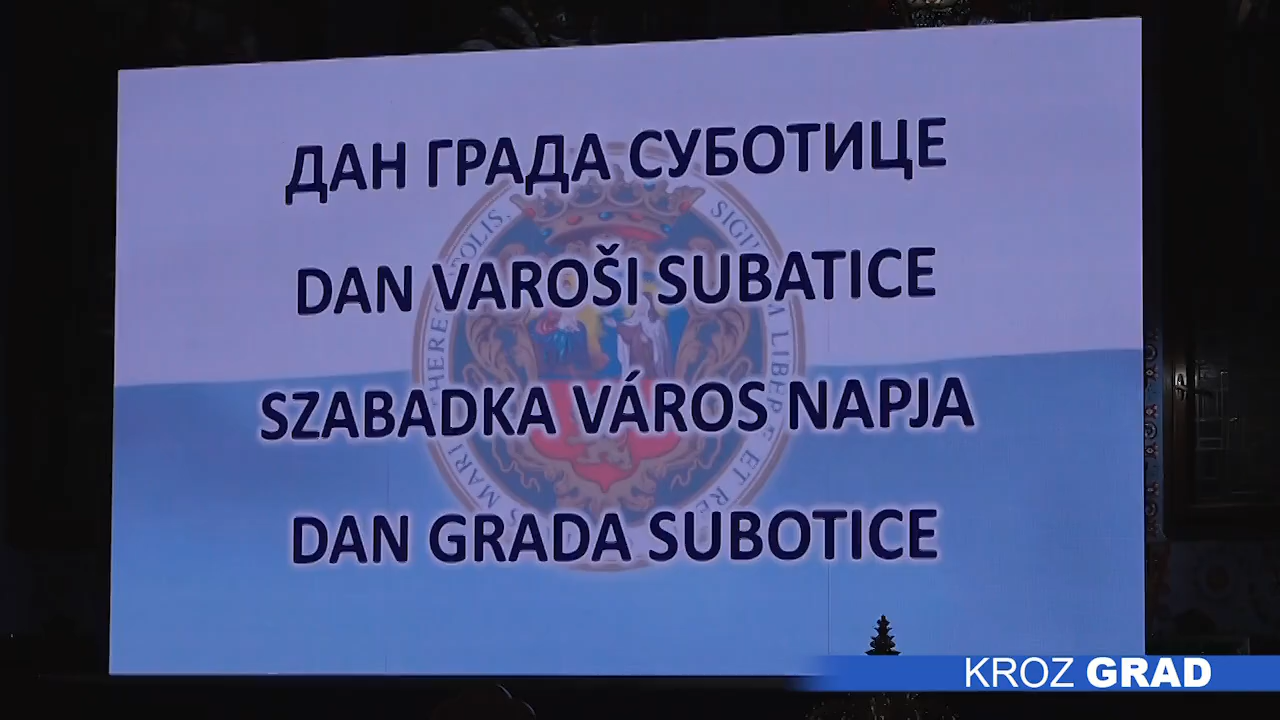 ДАН ГРАДА СУБОТИЦЕ
DAN VAROŠI SUBATICE
SZABADKA VÁROS NAPJA
DAN GRADA SUBOTICE
KROZ GRAD